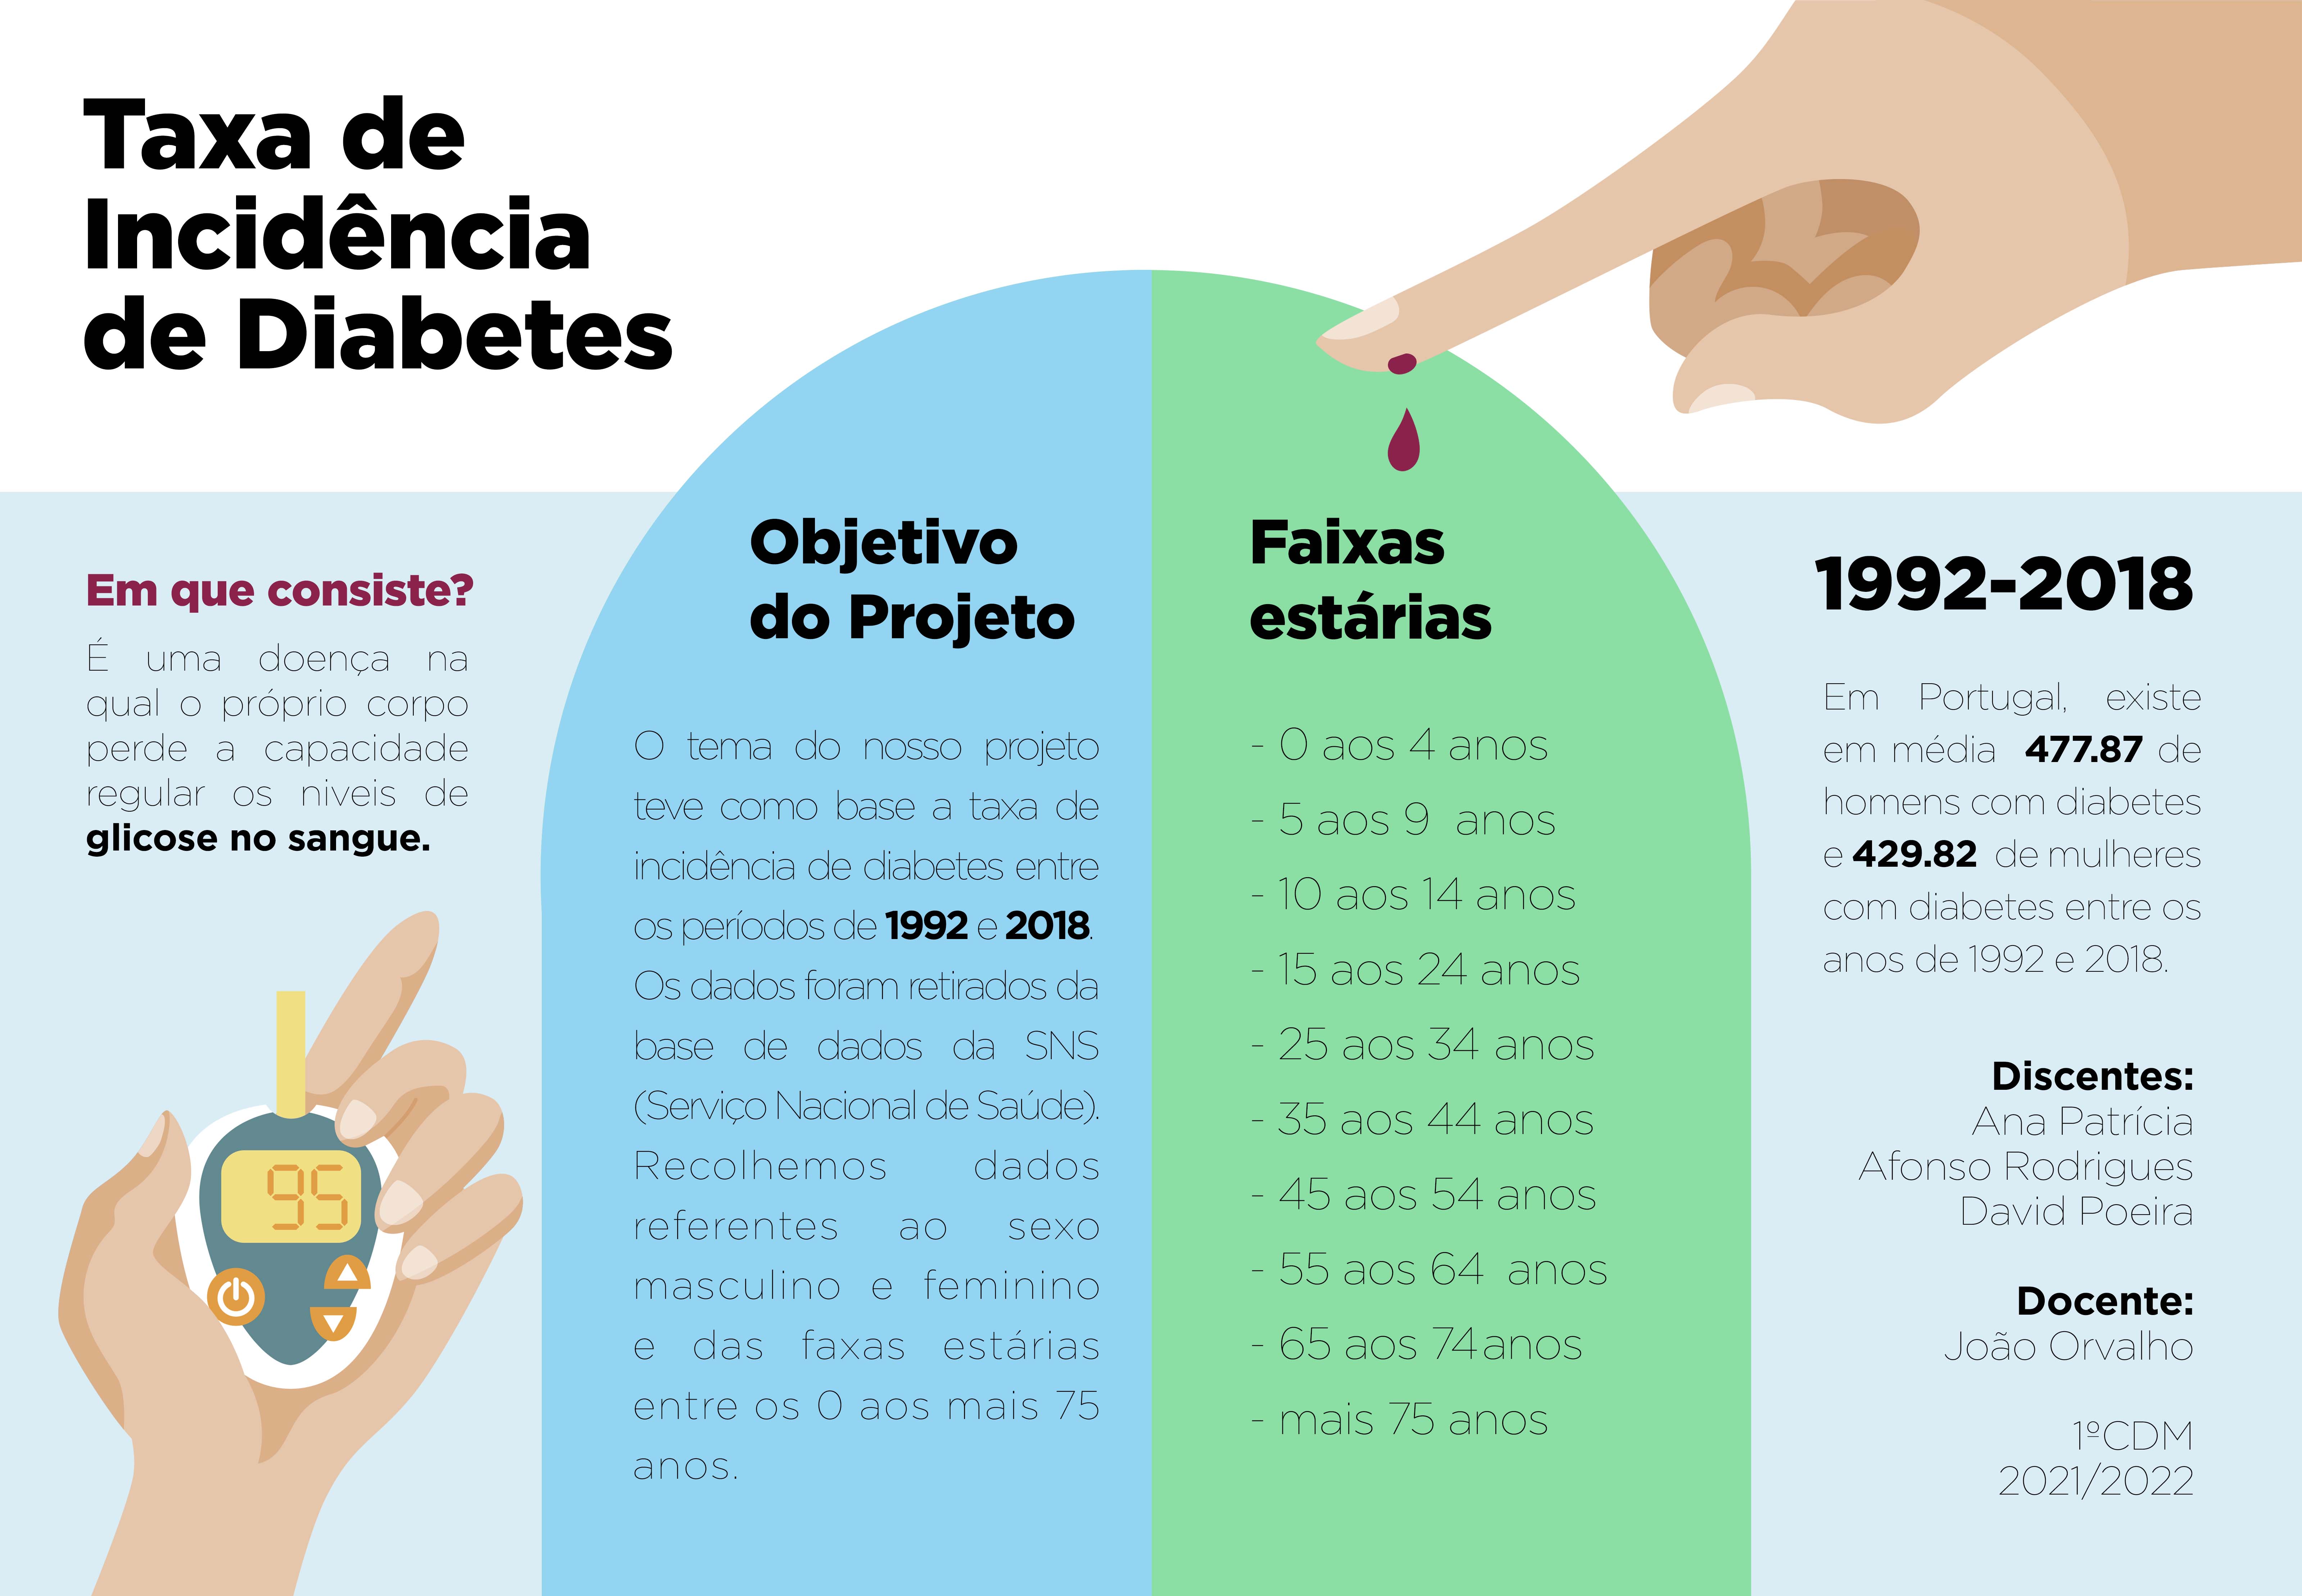 Taxa de
Incidência
de Diabetes
Em que consiste?
É uma doença na
qual o próprio corpo
perde a capacidade
regular os niveis de
glicose no sangue.
95
Objetivo
do Projeto
O tema do nosso projeto
teve como base a taxa de
incidência de diabetes entre
os períodos de 1992 e 2018.
Os dados foram retirados da
base de dados da SNS
(Serviço Nacional de Saúde).
Recolhemos dados
referentes ao sexo
masculino e feminino
e das faxas estárias
entre os 0 aos mais 75
anos.
Faixas
estárias
- 0 aos 4 anos
- 5 aos 9 anos
- 10 aos 14 anos
- 15 aos 24 anos
- 25 aos 34 anos
- 35 aos 44 anos
- 45 aos 54 anos
- 55 aos 64 anos
- 65 aos 74anos
- mais 75 anos
1992-2018
Em Portugal, existe
em média 477.87 de
homens com diabetes
e 429.82 de mulheres
com diabetes entre os
anos de 1992 e 2018.
Discentes:
Ana Patrícia
Afonso Rodrigues
David Poeira
Docente:
João Orvalho
1ºCDM
2021/2022